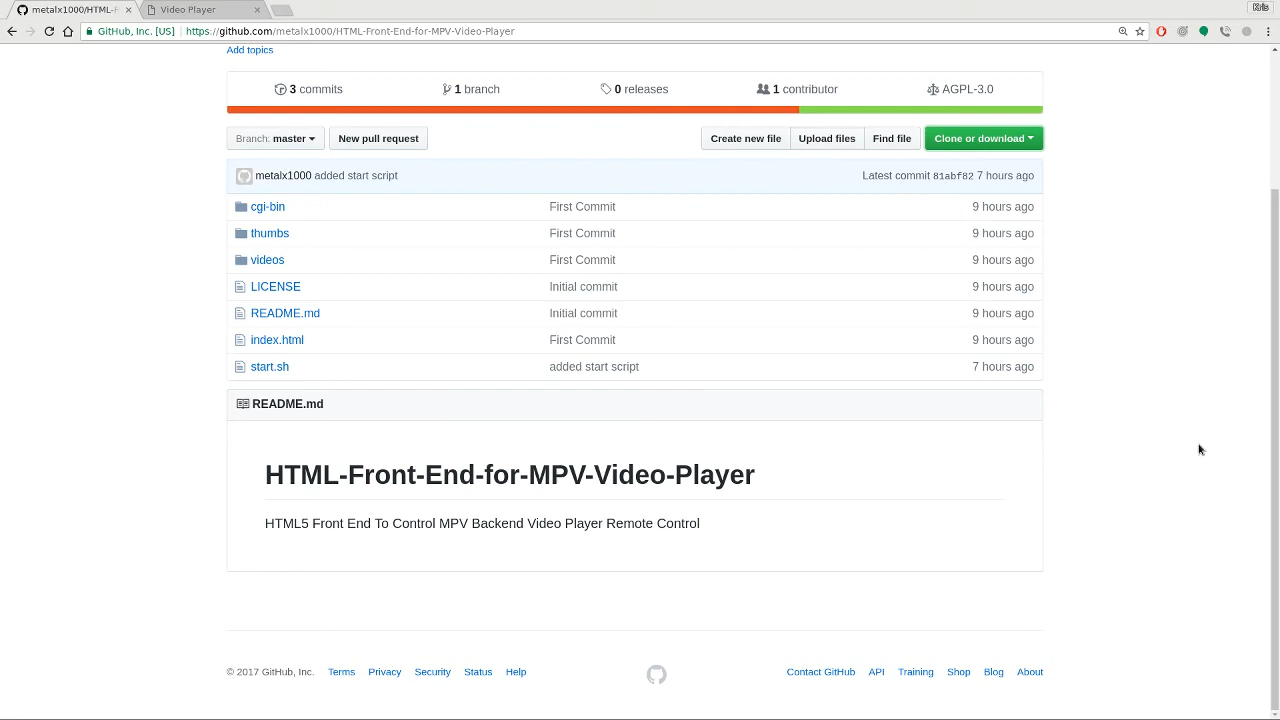 metalx1000/HTML-F
Video Player
GitHub, Inc. [US] https://github.com/metalx1000/HTML-Front-End-for-MPV-Video-Player
Add topics
3 commits 1 branch 0 releases 1 contributor AGPL-3.0
Branch: master New pull request Create new file Upload files Find file Clone or download
metalx1000 added start script Latest commit 81abf82 7 hours ago
cgi-bin First Commit 9 hours ago
thumbs First Commit 9 hours ago
videos First Commit 9 hours ago
LICENSE Initial commit 9 hours ago
README.md Initial commit 9 hours ago
index.html First Commit 9 hours ago
start.sh added start script 7 hours ago
README.md
HTML-Front-End-for-MPV-Video-Player
HTML5 Front End To Control MPV Backend Video Player Remote Control
© 2017 GitHub, Inc. Terms Privacy Security Status Help Contact GitHub API Training Shop Blog About